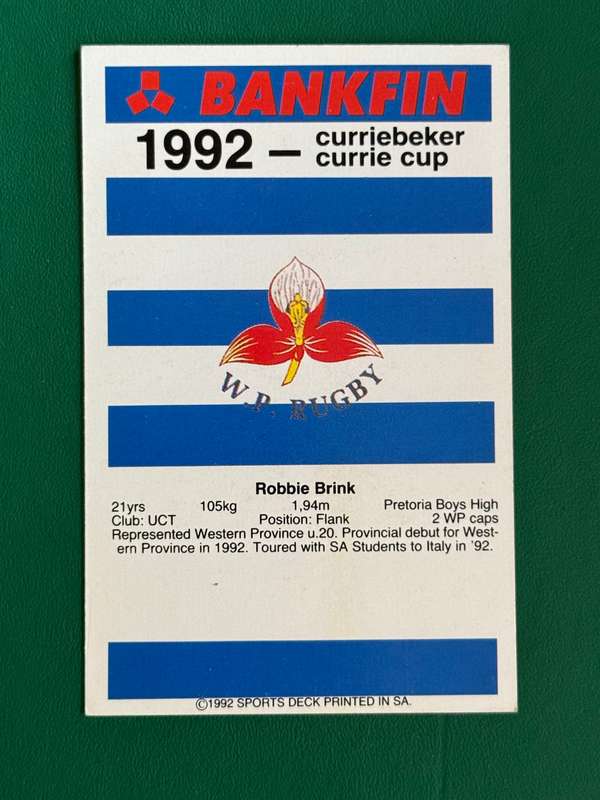 BANKFIN
1992 – curriebeker
currie cup
W.P. RUGBY
Robbie Brink
21yrs 105kg 1,94m Pretoria Boys High
Club: UCT Position: Flank 2 WP caps
Represented Western Province u.20. Provincial debut for West-
ern Province in 1992. Toured with SA Students to Italy in '92.
©1992 SPORTS DECK PRINTED IN SA.